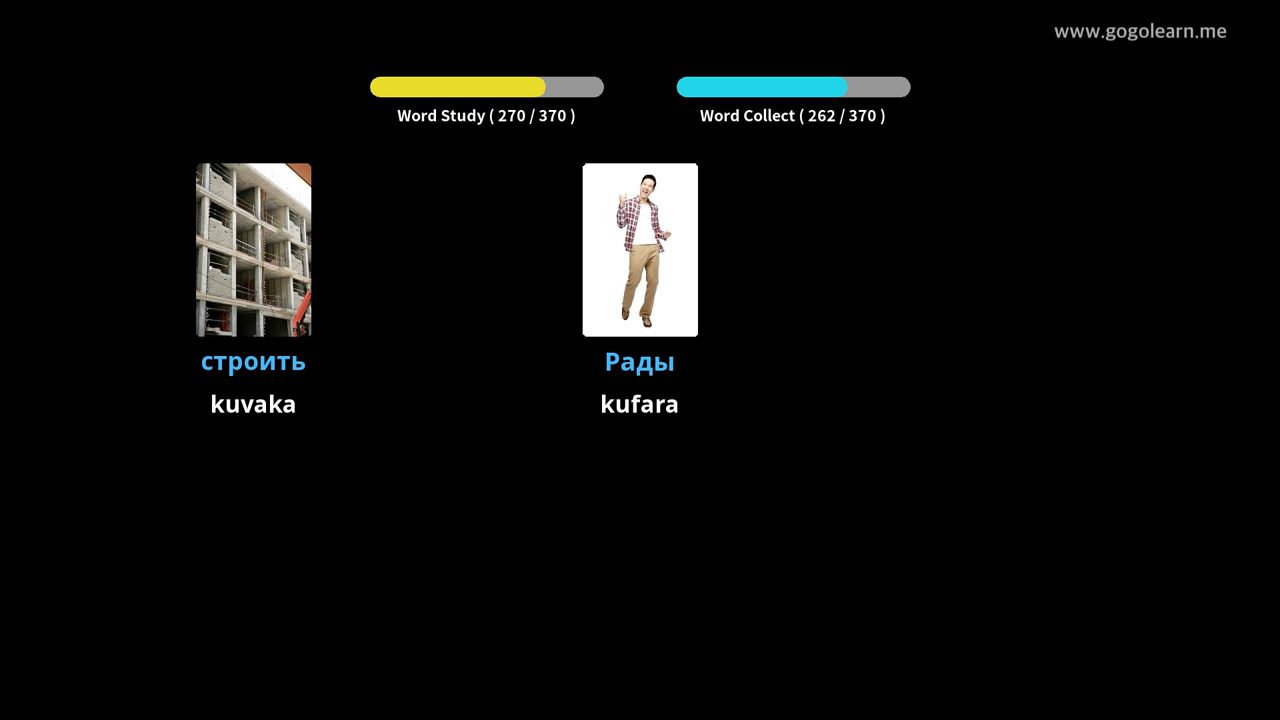 www.gogolearn.me
Word Study ( 270 / 370 )
Word Collect ( 262 / 370 )
строить
Рады
kuvaka
kufara